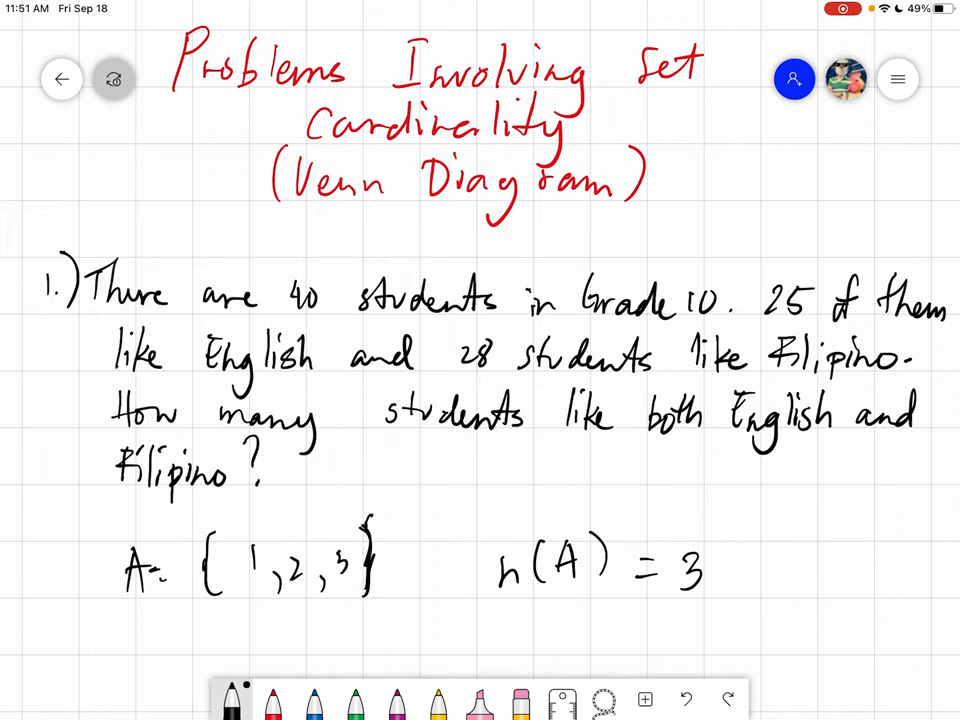 11:51 AM Fri Sep 18
49%
Problems Involving Set
Cardinality
(Venn Diagram)
1.) There are 40 students in Grade 10. 25 of them
like English and 28 students like Filipino.
How many students like both English and
Filipino?
A = { 1, 2, 3 } n(A) = 3